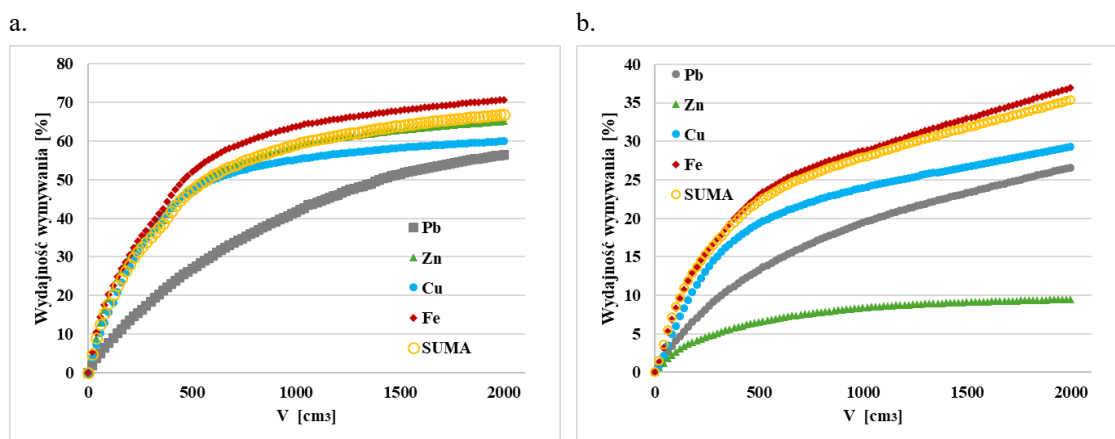 a.
b.
80
70
60
50
40
30
20
10
0
Wydajność wymywania [%]
0
500
1000
1500
2000
V [cm3]
Pb
Zn
Cu
Fe
SUMA
40
35
30
25
20
15
10
5
0
Wydajność wymywania [%]
0
500
1000
1500
2000
V [cm3]
Pb
Zn
Cu
Fe
SUMA